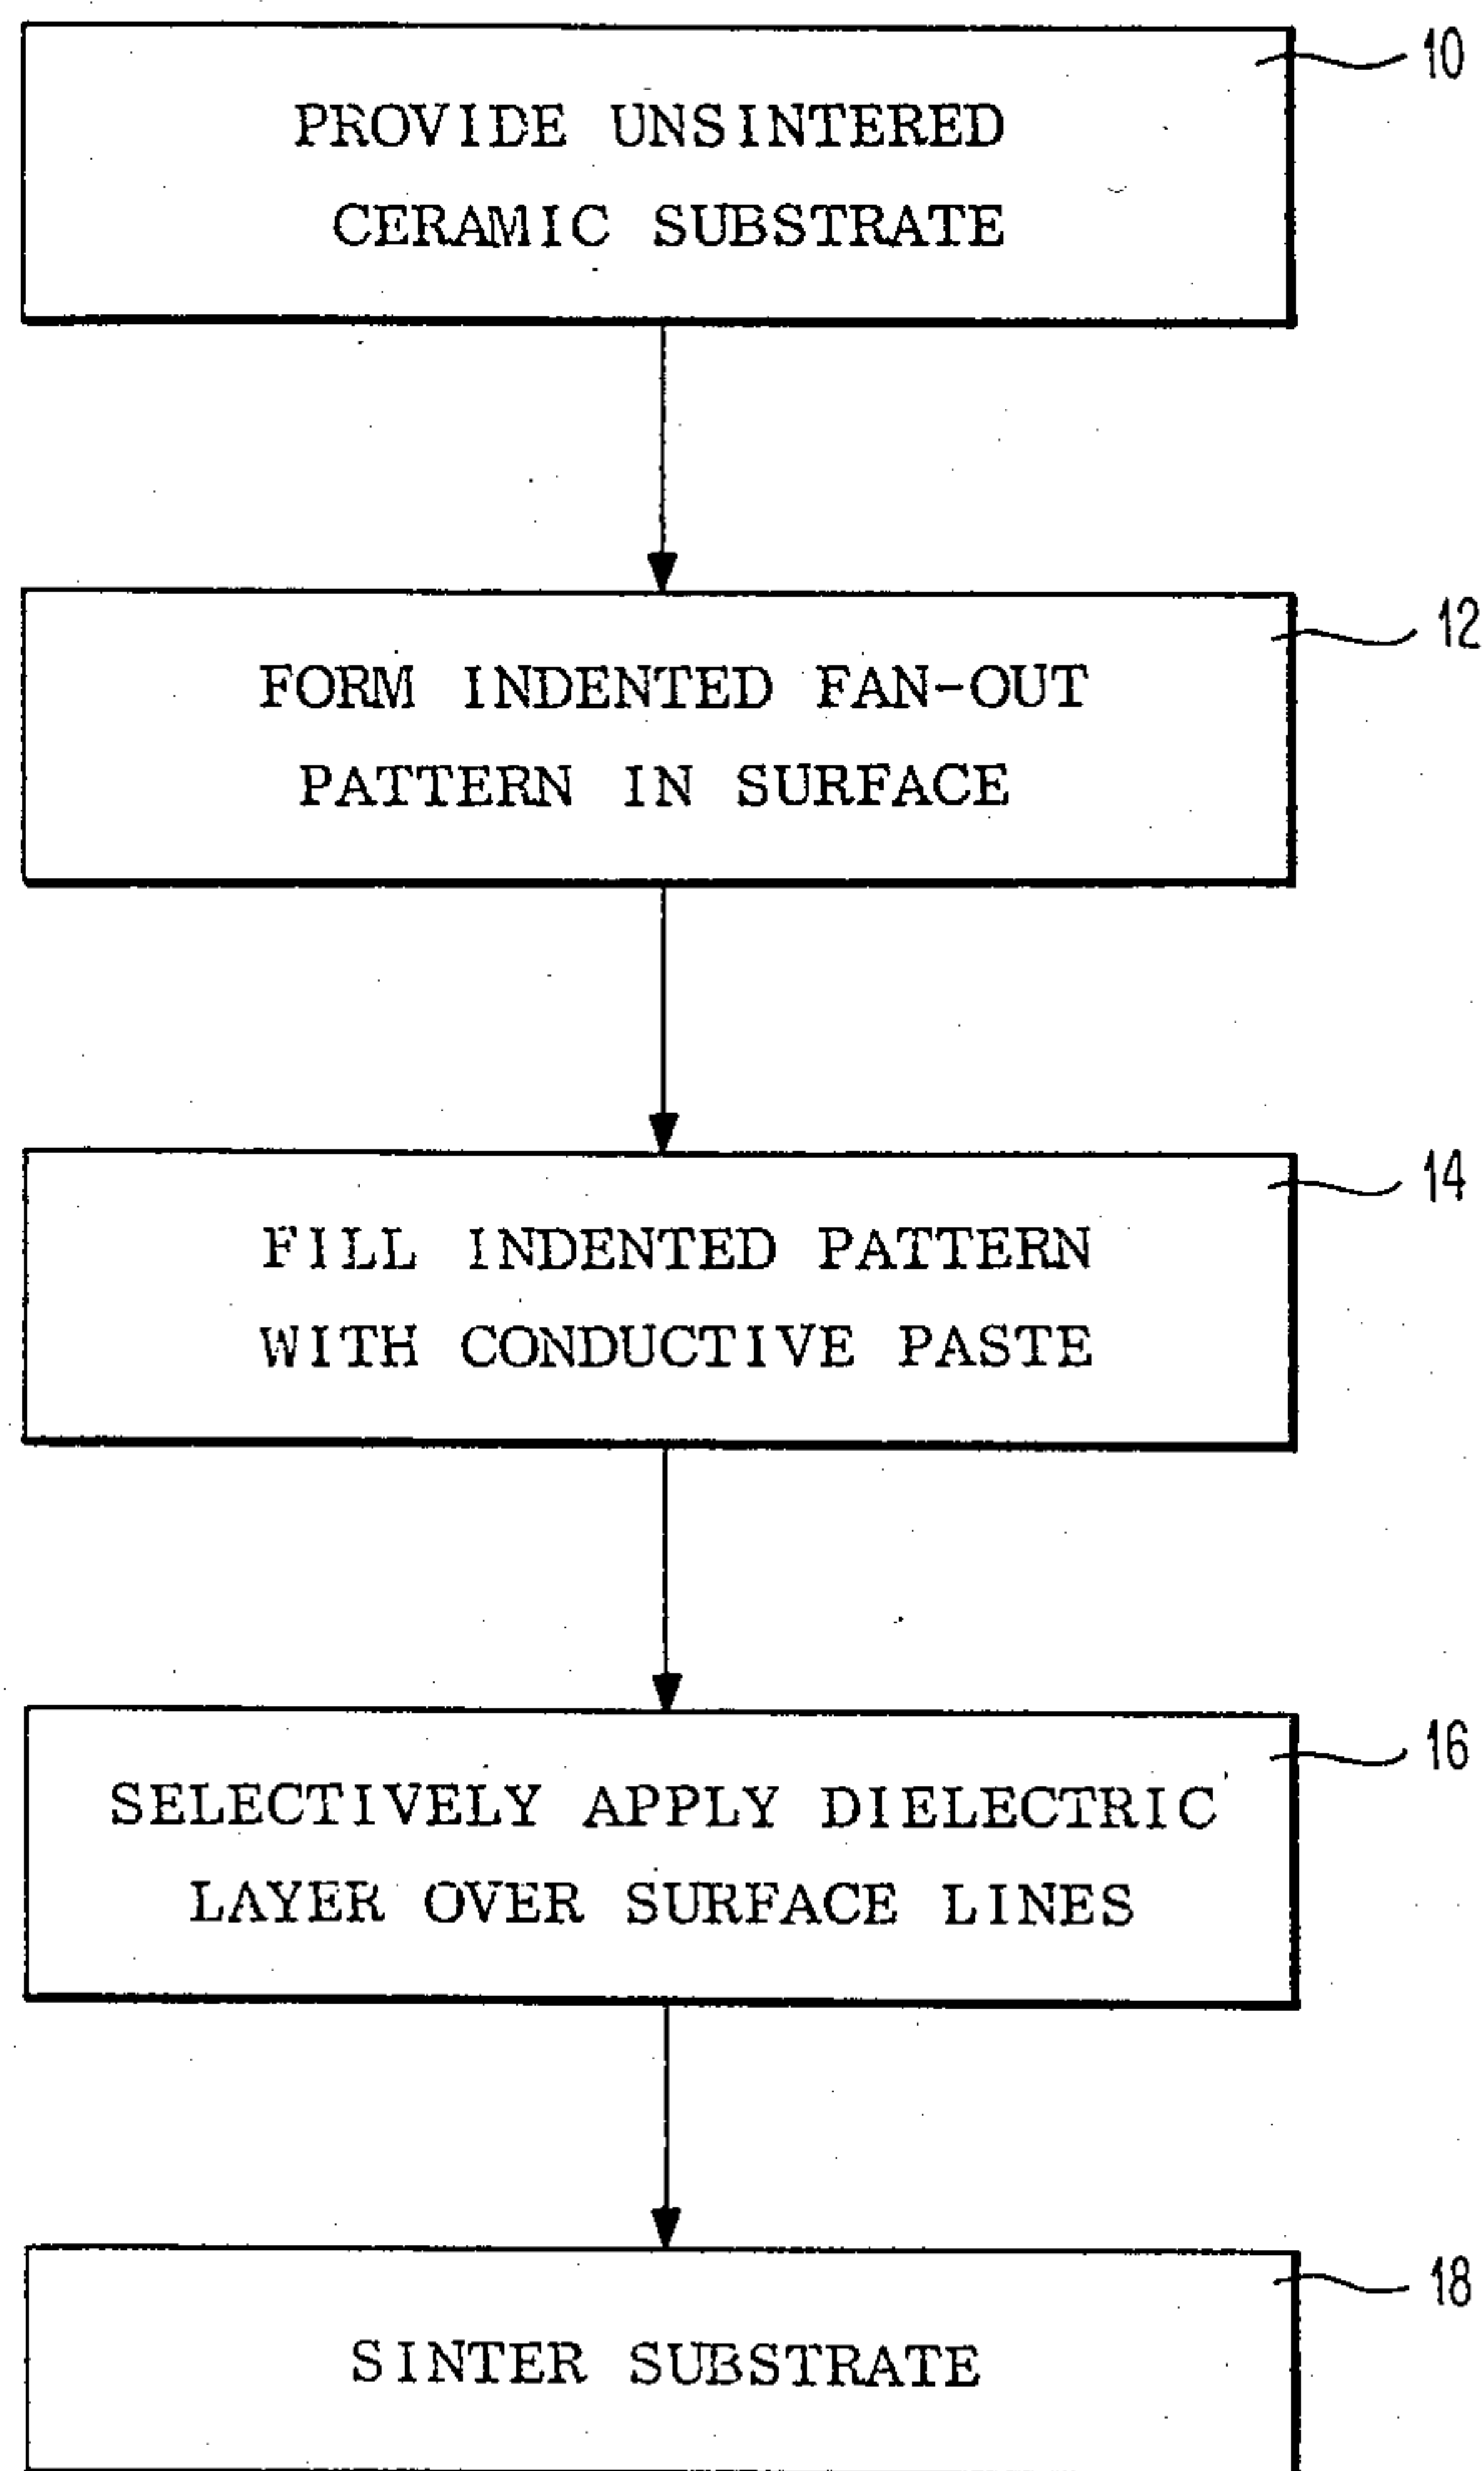 10
PROVIDE UNSINTERED
CERAMIC SUBSTRATE
12
FORM INDENTED FAN-OUT
PATTERN IN SURFACE
14
FILL INDENTED PATTERN
WITH CONDUCTIVE PASTE
16
SELECTIVELY APPLY DIELECTRIC
LAYER OVER SURFACE LINES
18
SINTER SUBSTRATE